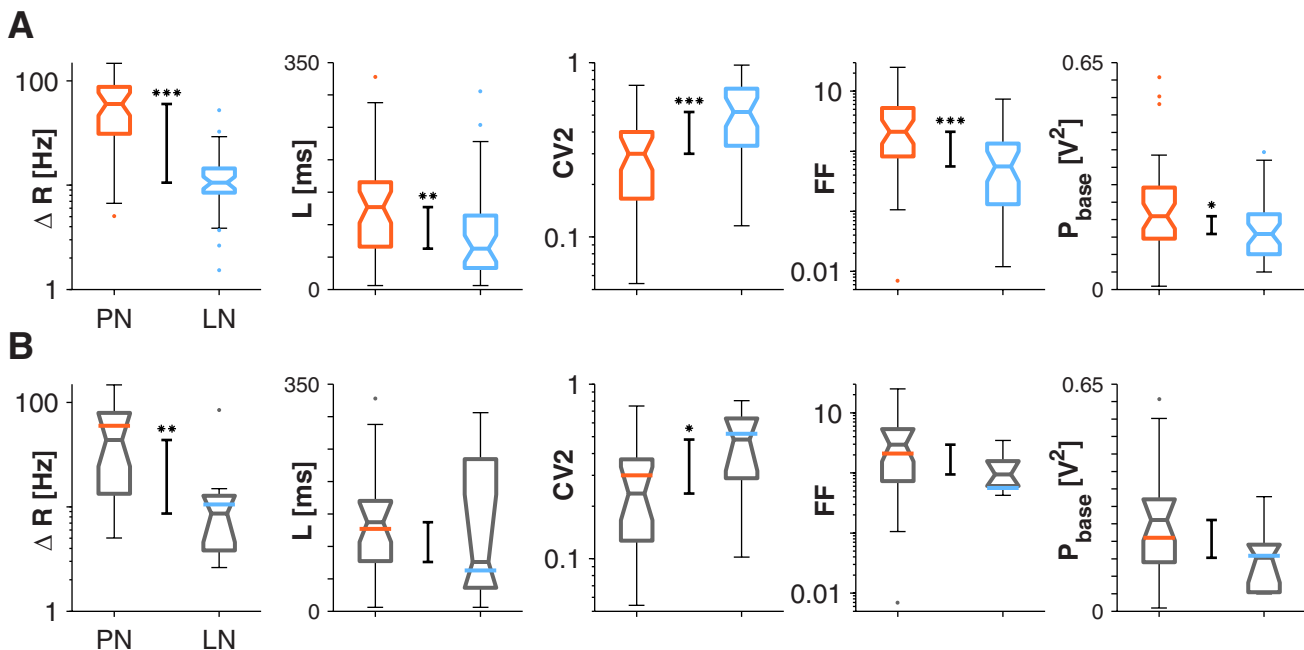 A
Δ R [Hz]
100
1
***
PN LN
L [ms]
350
0
**
CV2
1
0.1
***
FF
10
0.01
***
P_base [V²]
0.65
0
*
B
Δ R [Hz]
100
1
**
PN LN
L [ms]
350
0
CV2
1
0.1
*
FF
10
0.01
P_base [V²]
0.65
0